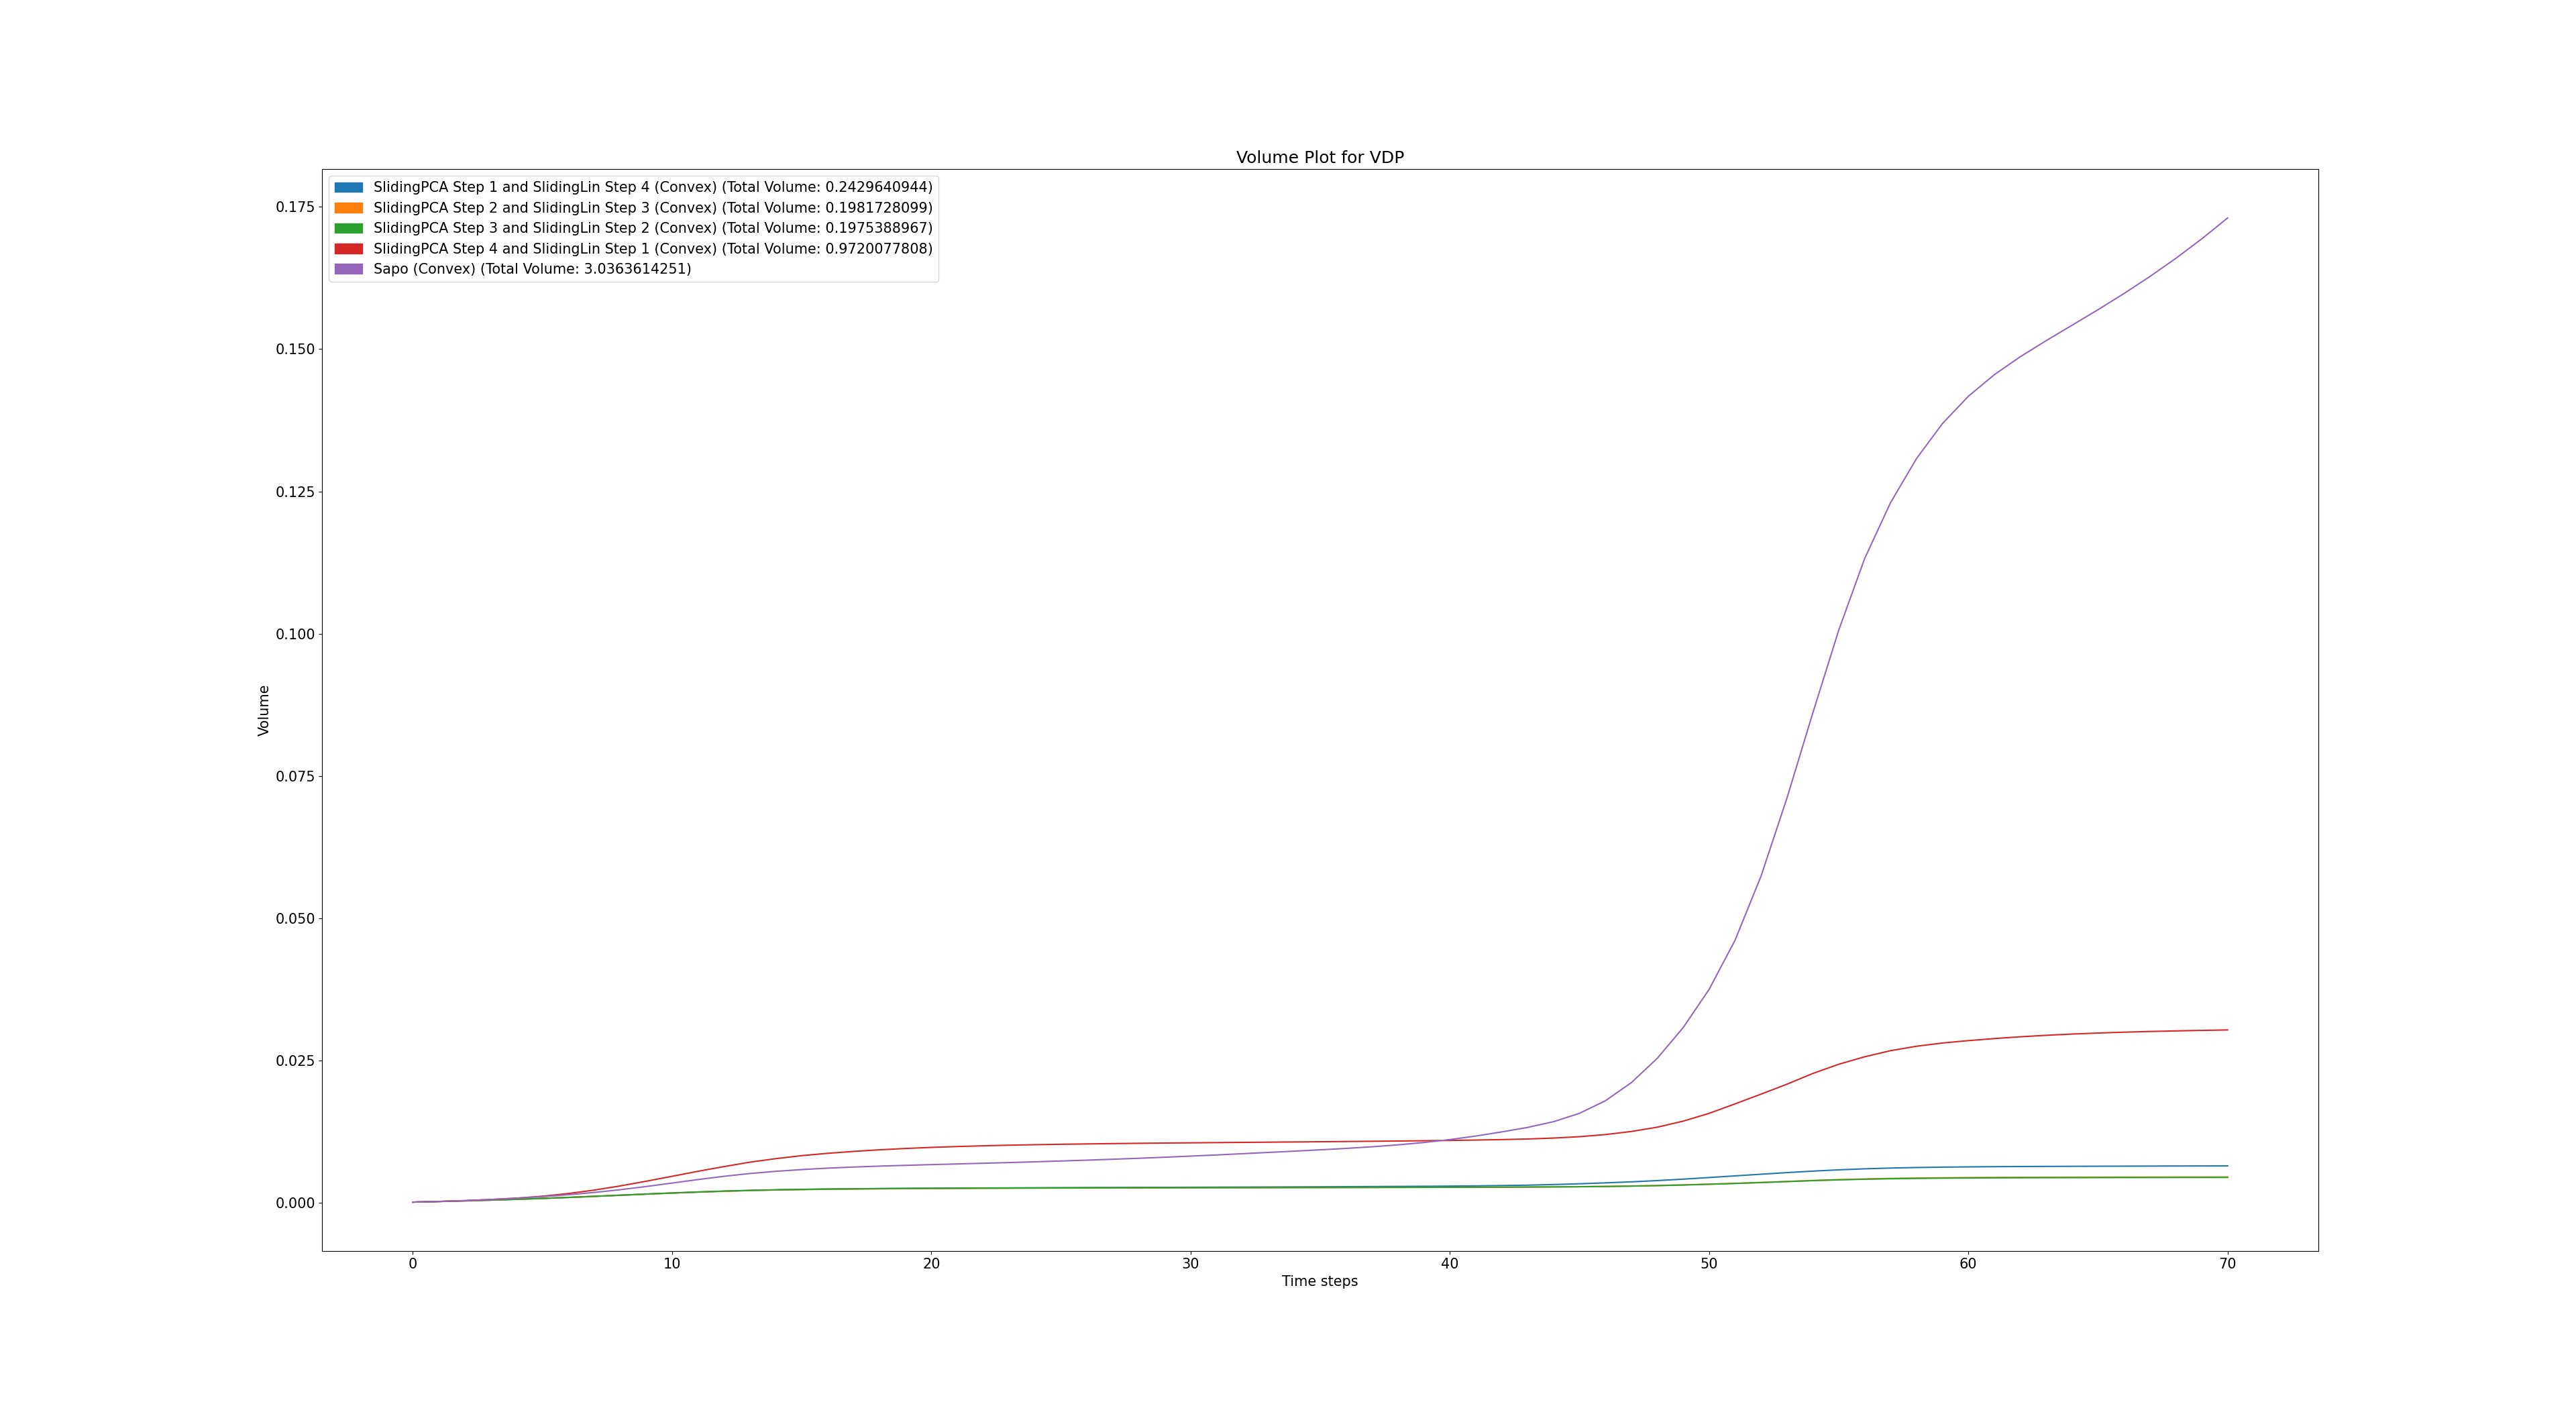 Volume Plot for VDP
SlidingPCA Step 1 and SlidingLin Step 4 (Convex) (Total Volume: 0.2429640944)
SlidingPCA Step 2 and SlidingLin Step 3 (Convex) (Total Volume: 0.1981728099)
SlidingPCA Step 3 and SlidingLin Step 2 (Convex) (Total Volume: 0.1975388967)
SlidingPCA Step 4 and SlidingLin Step 1 (Convex) (Total Volume: 0.9720077808)
Sapo (Convex) (Total Volume: 3.0363614251)
0.175
0.150
0.125
0.100
0.075
0.050
0.025
0.000
Volume
0 10 20 30 40 50 60 70
Time steps